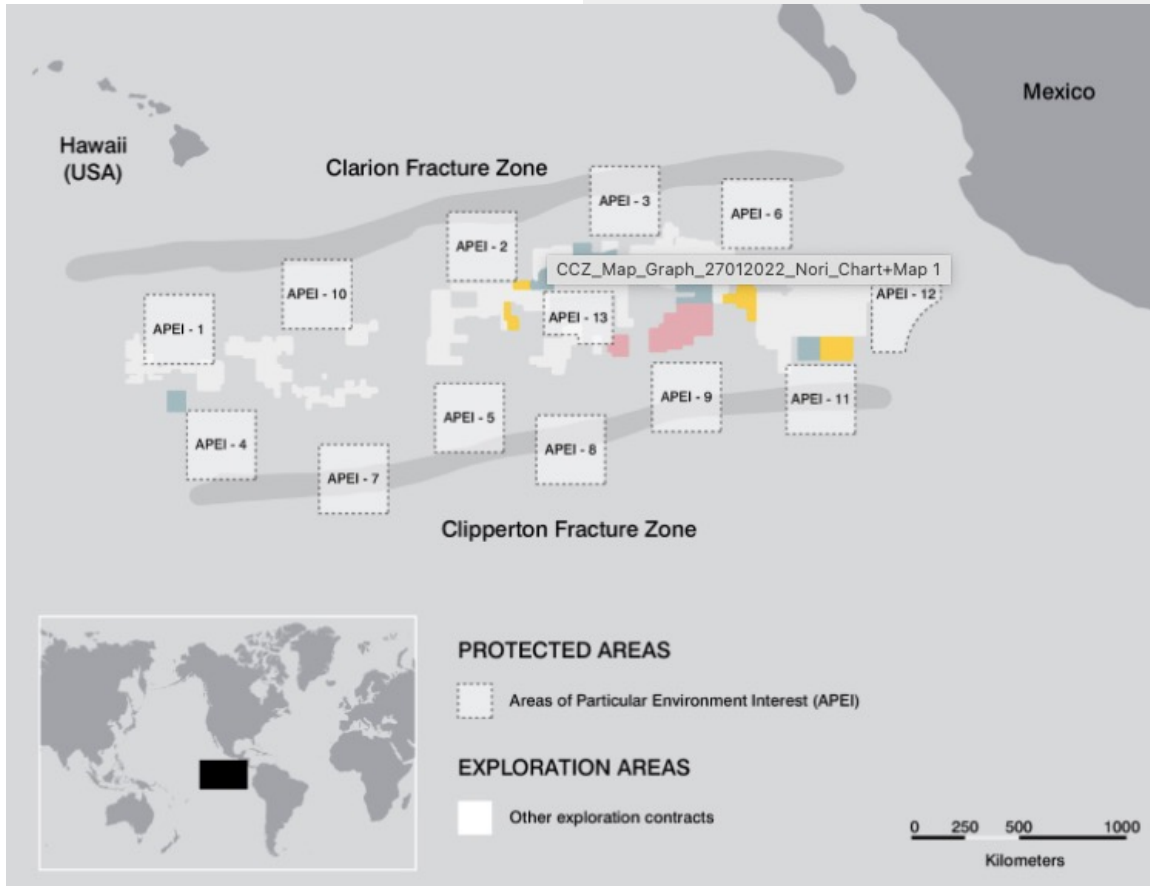 Mexico
Hawaii
(USA)
Clarion Fracture Zone
APEI - 3
APEI - 6
APEI - 2
CCZ_Map_Graph_27012022_Nori_Chart+Map 1
APEI - 10
APEI - 12
APEI - 13
APEI - 1
APEI - 9
APEI - 11
APEI - 5
APEI - 4
APEI - 8
APEI - 7
Clipperton Fracture Zone
PROTECTED AREAS
Areas of Particular Environment Interest (APEI)
EXPLORATION AREAS
Other exploration contracts
0 250 500 1000
Kilometers